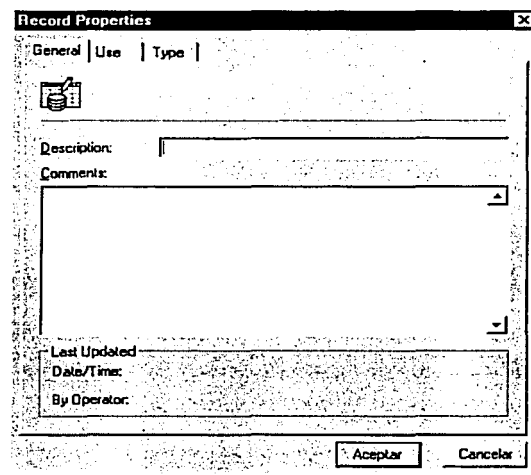 Record Properties
General Use Type
Description:
Comments:
Last Updated
Date/Time:
By Operator:
Aceptar Cancelar